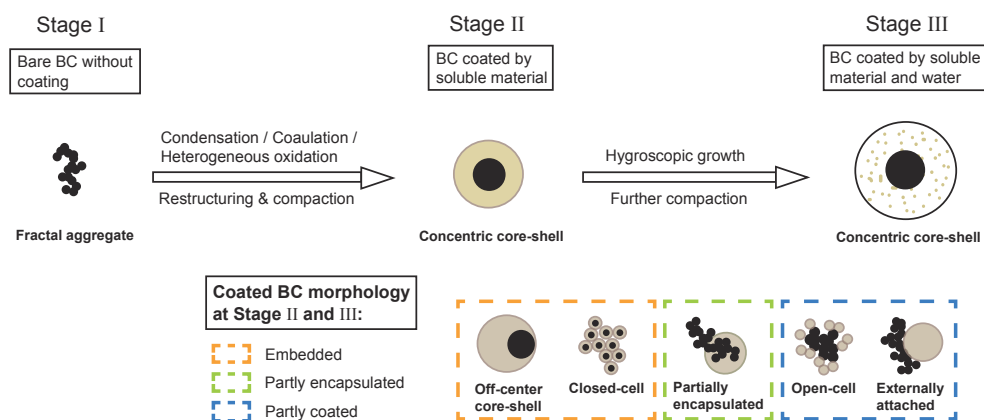 Stage I
Stage II
Stage III
Bare BC without
coating
BC coated by
soluble material
BC coated by soluble
material and water
Condensation / Coaulation /
Heterogeneous oxidation
Restructuring & compaction
Hygroscopic growth
Further compaction
Fractal aggregate
Concentric core-shell
Concentric core-shell
Coated BC morphology
at Stage II and III:
Embedded
Partly encapsulated
Partly coated
Off-center
core-shell
Closed-cell
Partially
encapsulated
Open-cell
Externally
attached